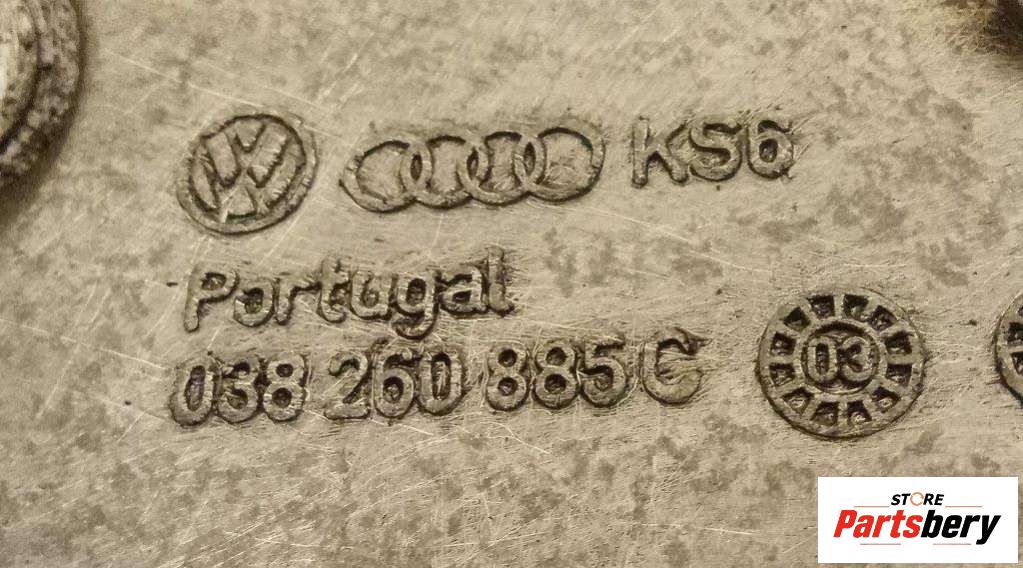 KS6
Portugal
038 260 885 C
03
STORE
Partsbery